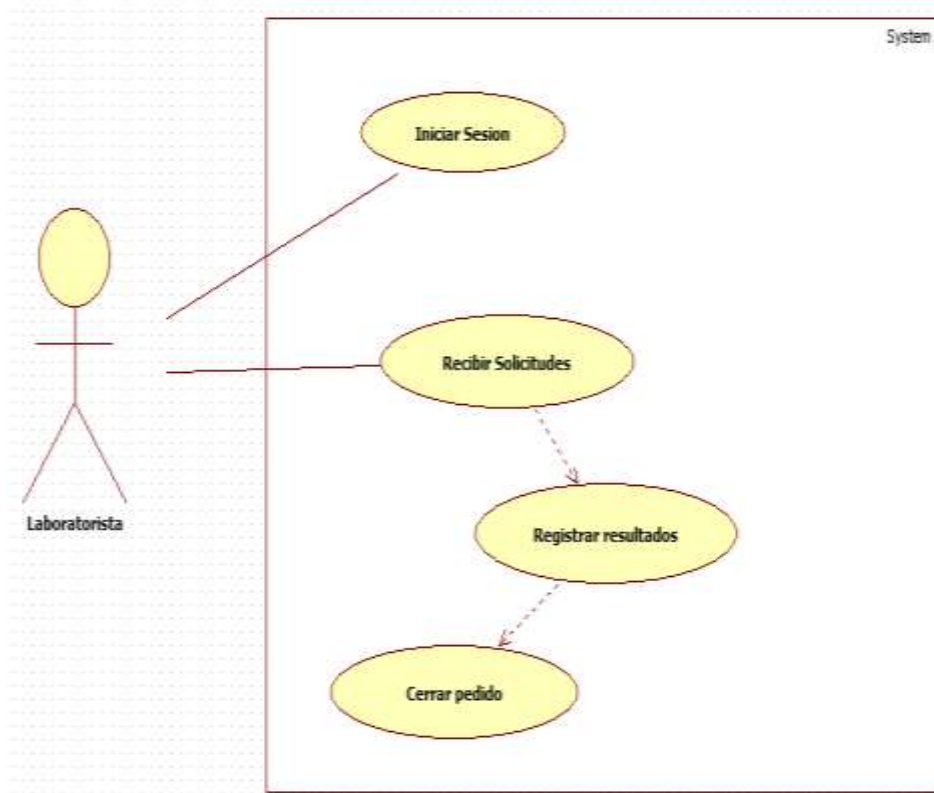 System
Iniciar Sesion
Recibir Solicitudes
Laboratorista
Registrar resultados
Cerrar pedido